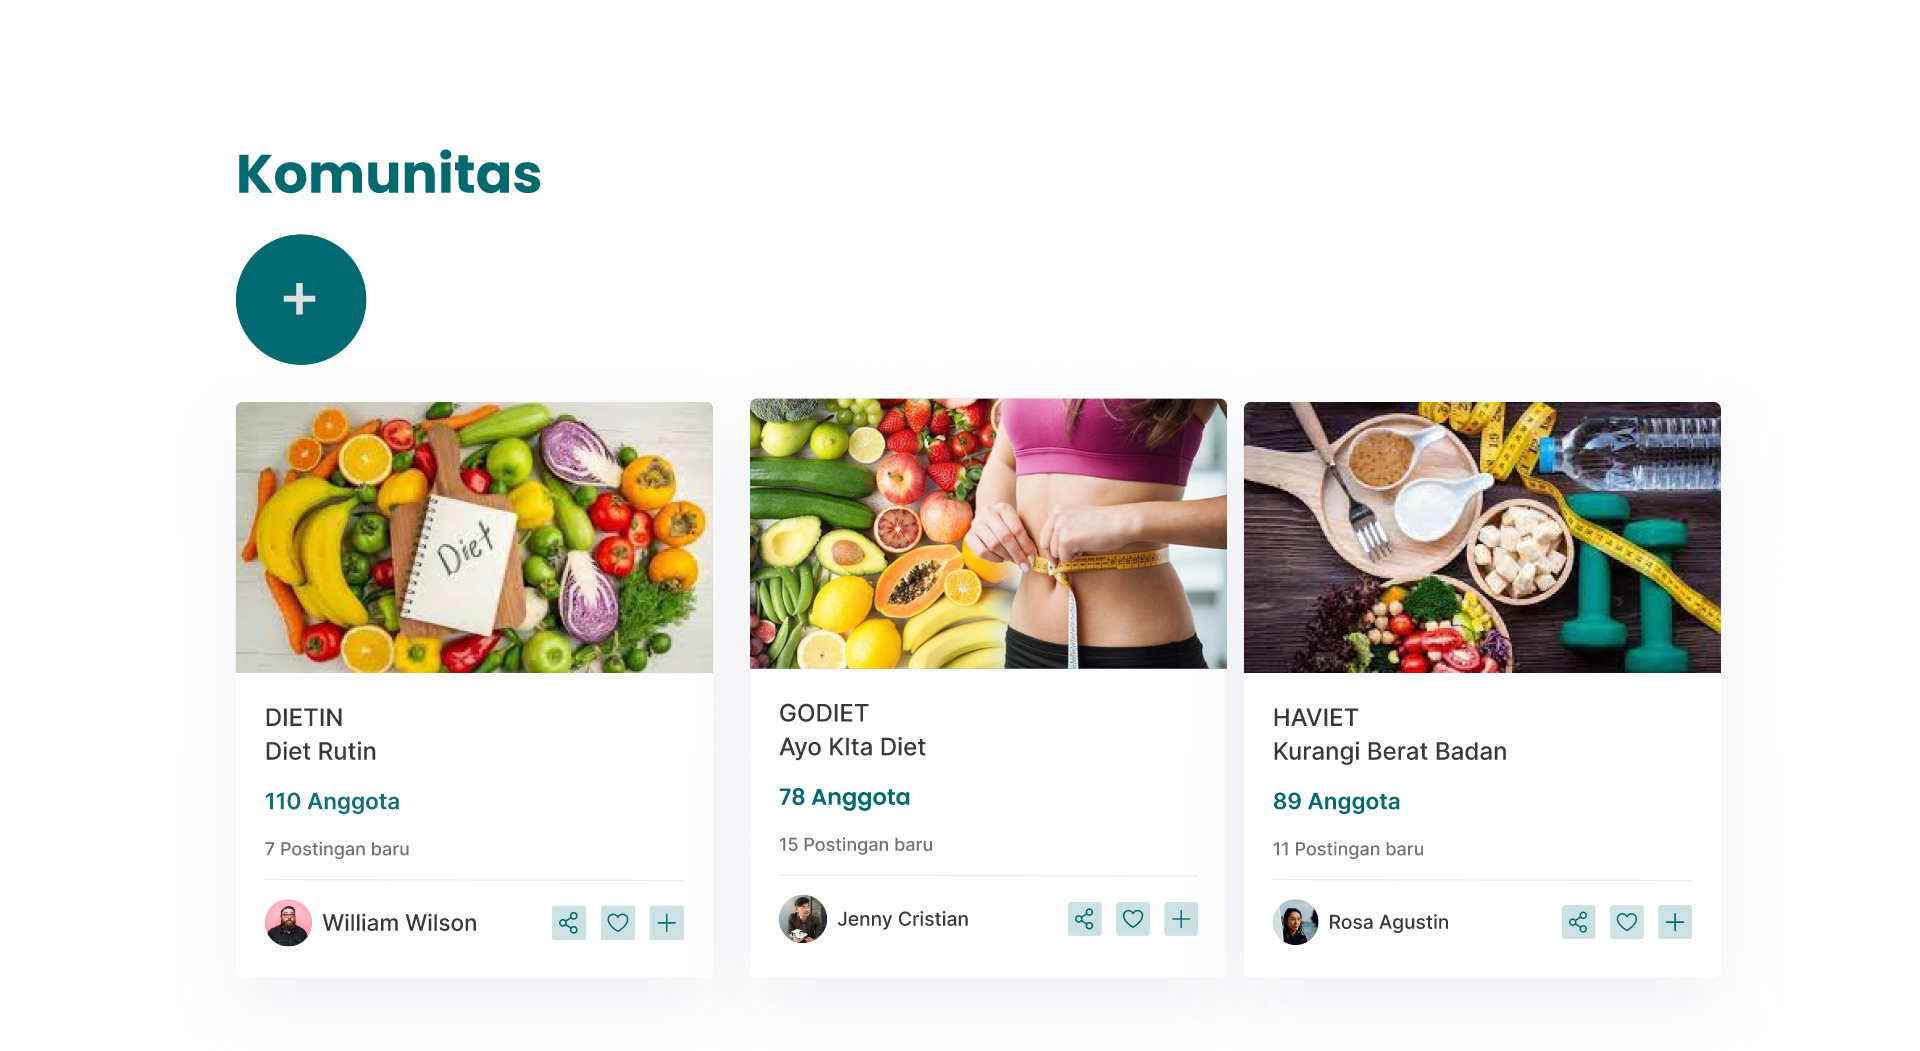 Komunitas
+
Diet
DIETIN
Diet Rutin
110 Anggota
7 Postingan baru
William Wilson
GODIET
Ayo KIta Diet
78 Anggota
15 Postingan baru
Jenny Cristian
HAVIET
Kurangi Berat Badan
89 Anggota
11 Postingan baru
Rosa Agustin